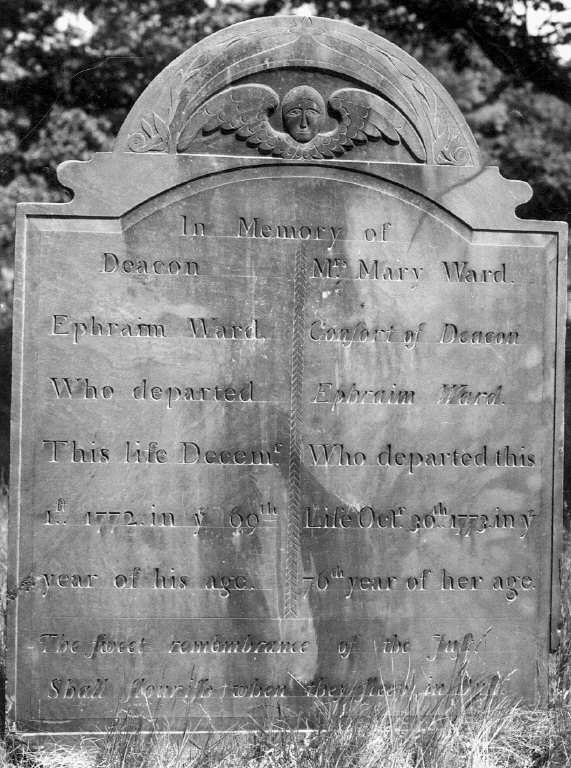 In Memory of
Deacon
Ephraim Ward.
Who departed
This life Decemr.
1st. 1772. in ye 69th
year of his age.
Mrs. Mary Ward.
Conſort of Deacon
Ephraim Ward.
Who departed this
Life Octr. 30th. 1773. in ye
76th year of her age.
The ſweet remembrance of the Juſt
Shall flouriſh when they ſleep in Duſt.